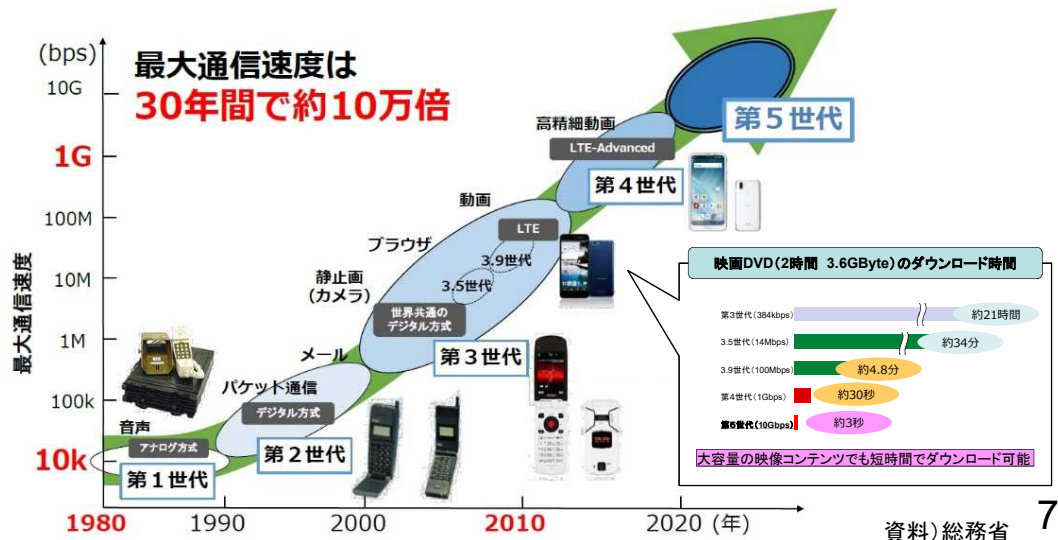 (bps)
最大通信速度は
30年間で約10万倍
10G
1G
100M
10M
1M
100k
10k
最大通信速度
第5世代
高精細動画
LTE-Advanced
第4世代
動画
LTE
ブラウザ
3.9世代
3.5世代
静止画
(カメラ)
世界共通の
デジタル方式
第3世代
メール
パケット通信
デジタル方式
第2世代
音声
アナログ方式
第1世代
1980
1990
2000
2010
2020 (年)
映画DVD(2時間 3.6GByte)のダウンロード時間
第3世代(384kbps) 約21時間
3.5世代(14Mbps) 約34分
3.9世代(100Mbps) 約4.8分
第4世代(1Gbps) 約30秒
第5世代(10Gbps) 約3秒
大容量の映像コンテンツでも短時間でダウンロード可能
資料)総務省
7